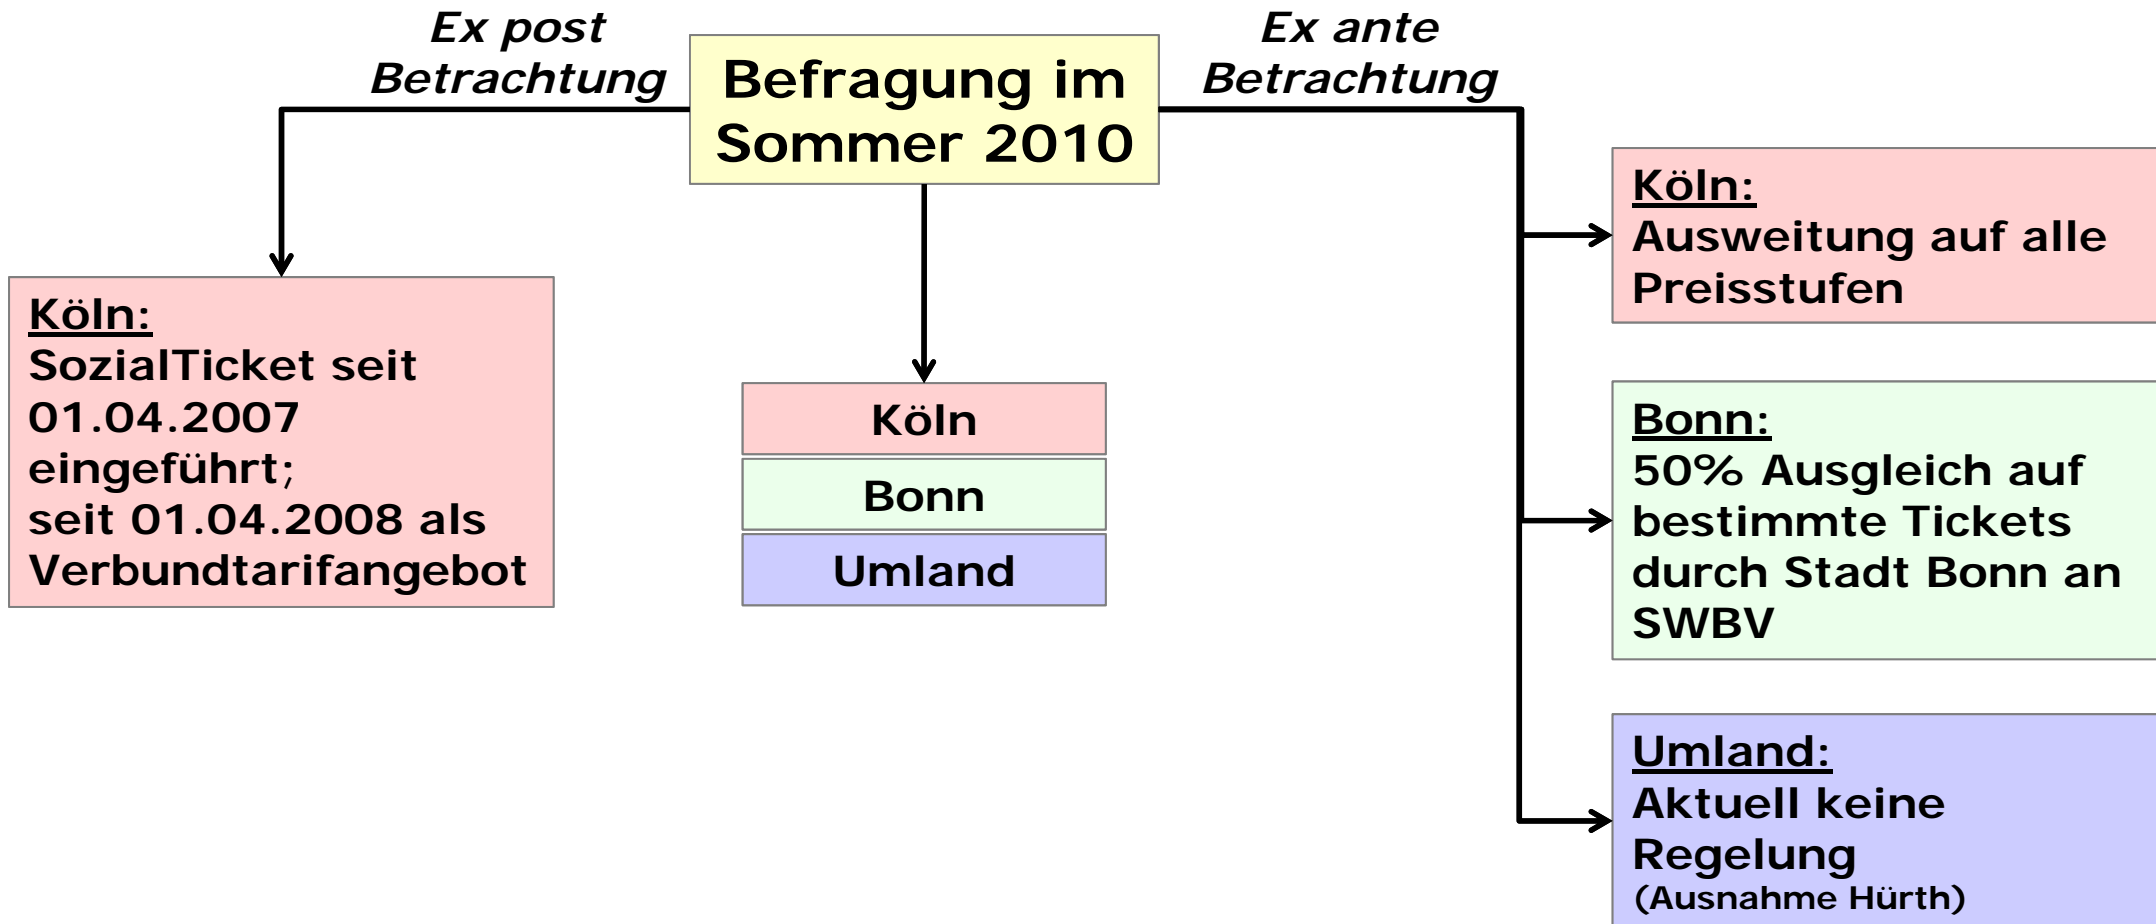 Ex post
Betrachtung
Befragung im
Sommer 2010
Ex ante
Betrachtung
Köln:
SozialTicket seit
01.04.2007
eingeführt;
seit 01.04.2008 als
Verbundtarifangebot
Köln
Bonn
Umland
Köln:
Ausweitung auf alle
Preisstufen
Bonn:
50% Ausgleich auf
bestimmte Tickets
durch Stadt Bonn an
SWBV
Umland:
Aktuell keine
Regelung
(Ausnahme Hürth)